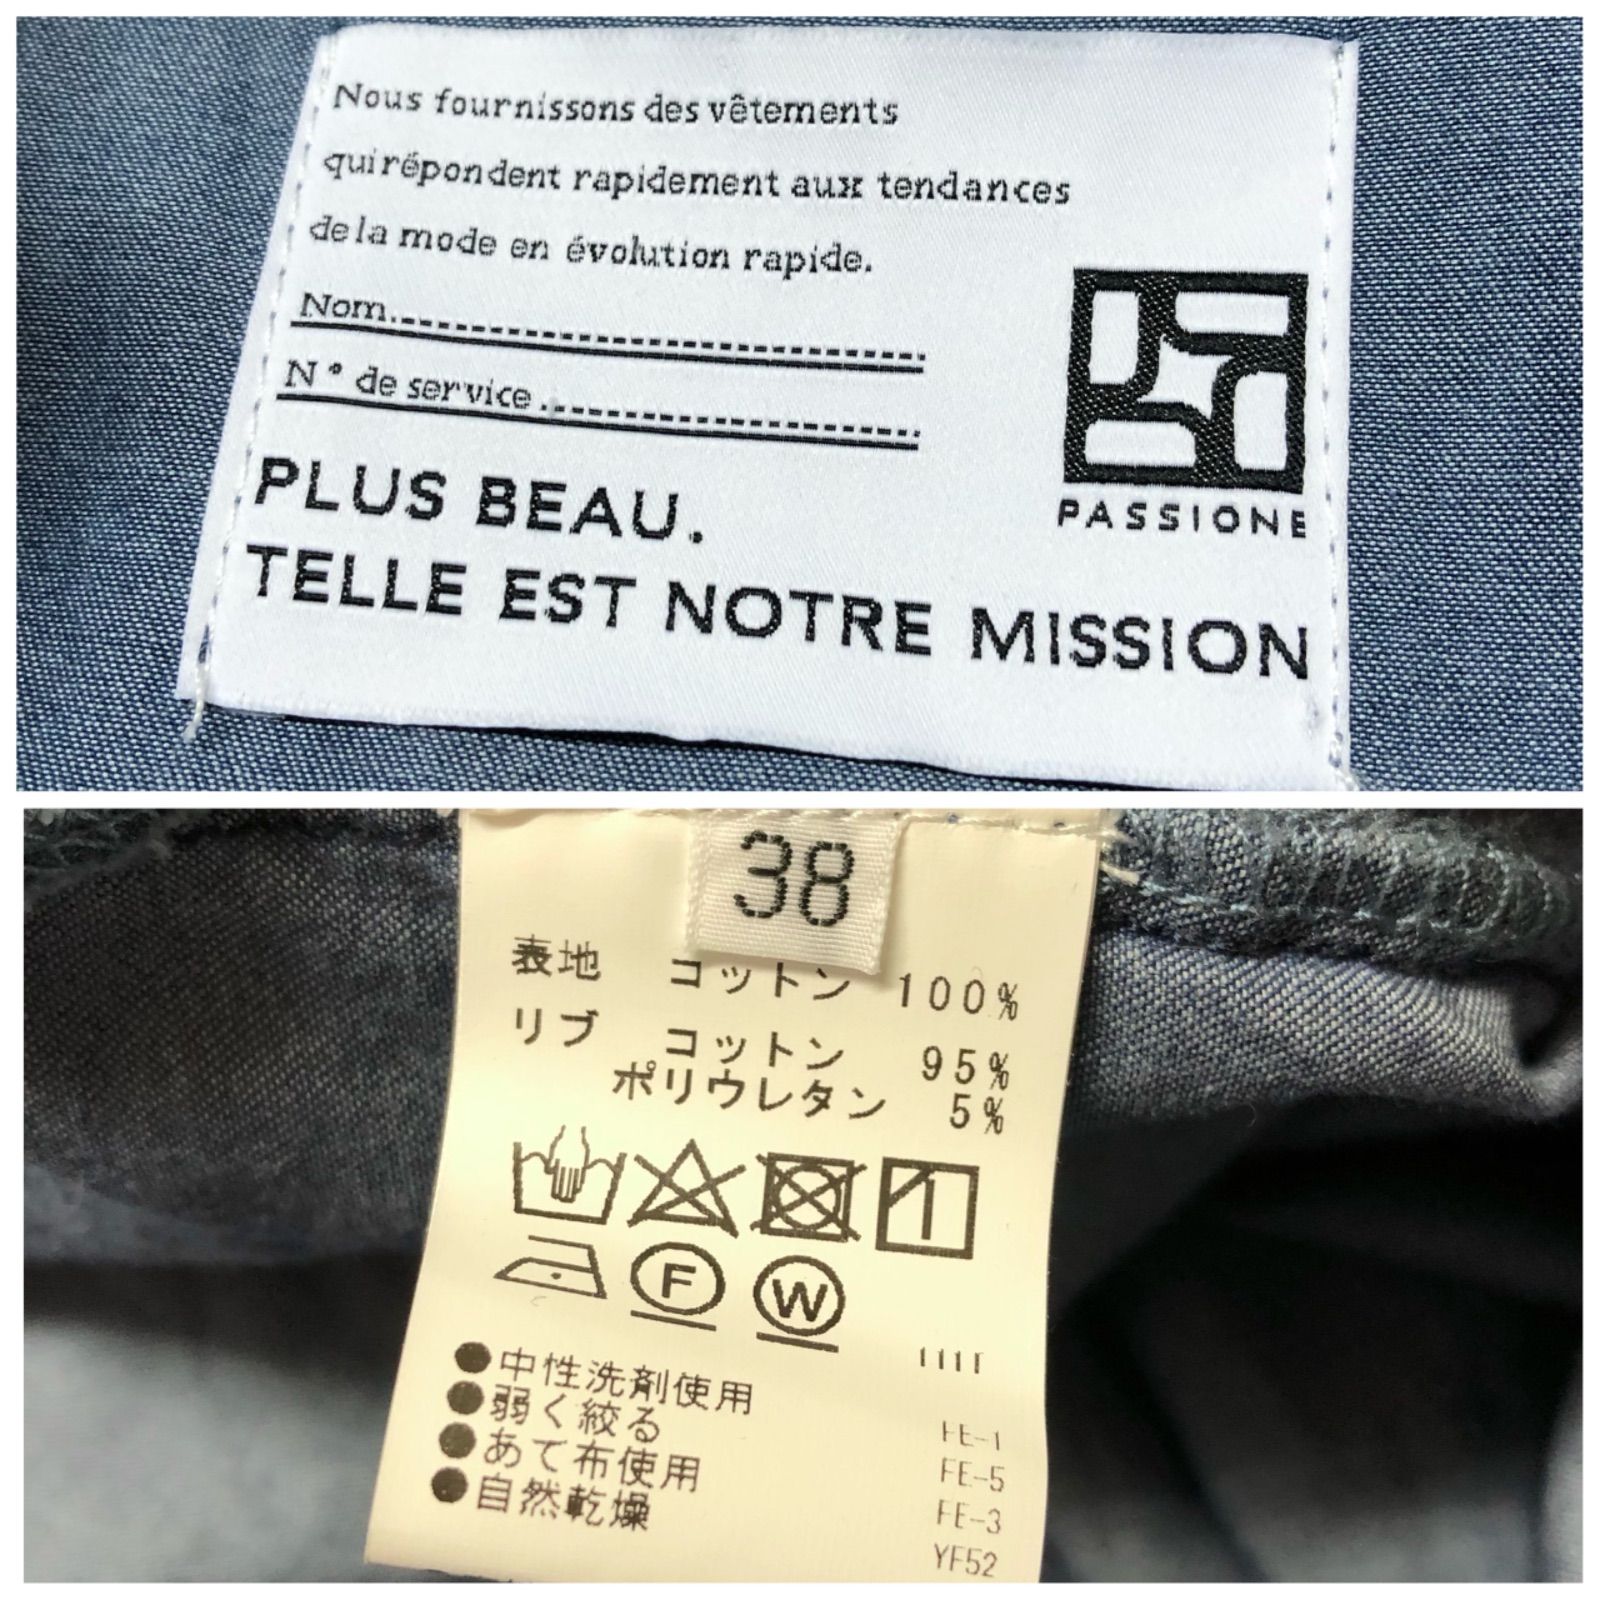 Nous fournissons des vêtements
qui répondent rapidement aux tendances
de la mode en évolution rapide.
Nom
N° de service
PLUS BEAU.
TELLE EST NOTRE MISSION
PASSIONE
38
表地 コットン 100%
リブ コットン 95%
ポリウレタン 5%
F W
●中性洗剤使用
●弱く絞る
●あて布使用
●自然乾燥
FE-1
FE-5
FE-3
YF52